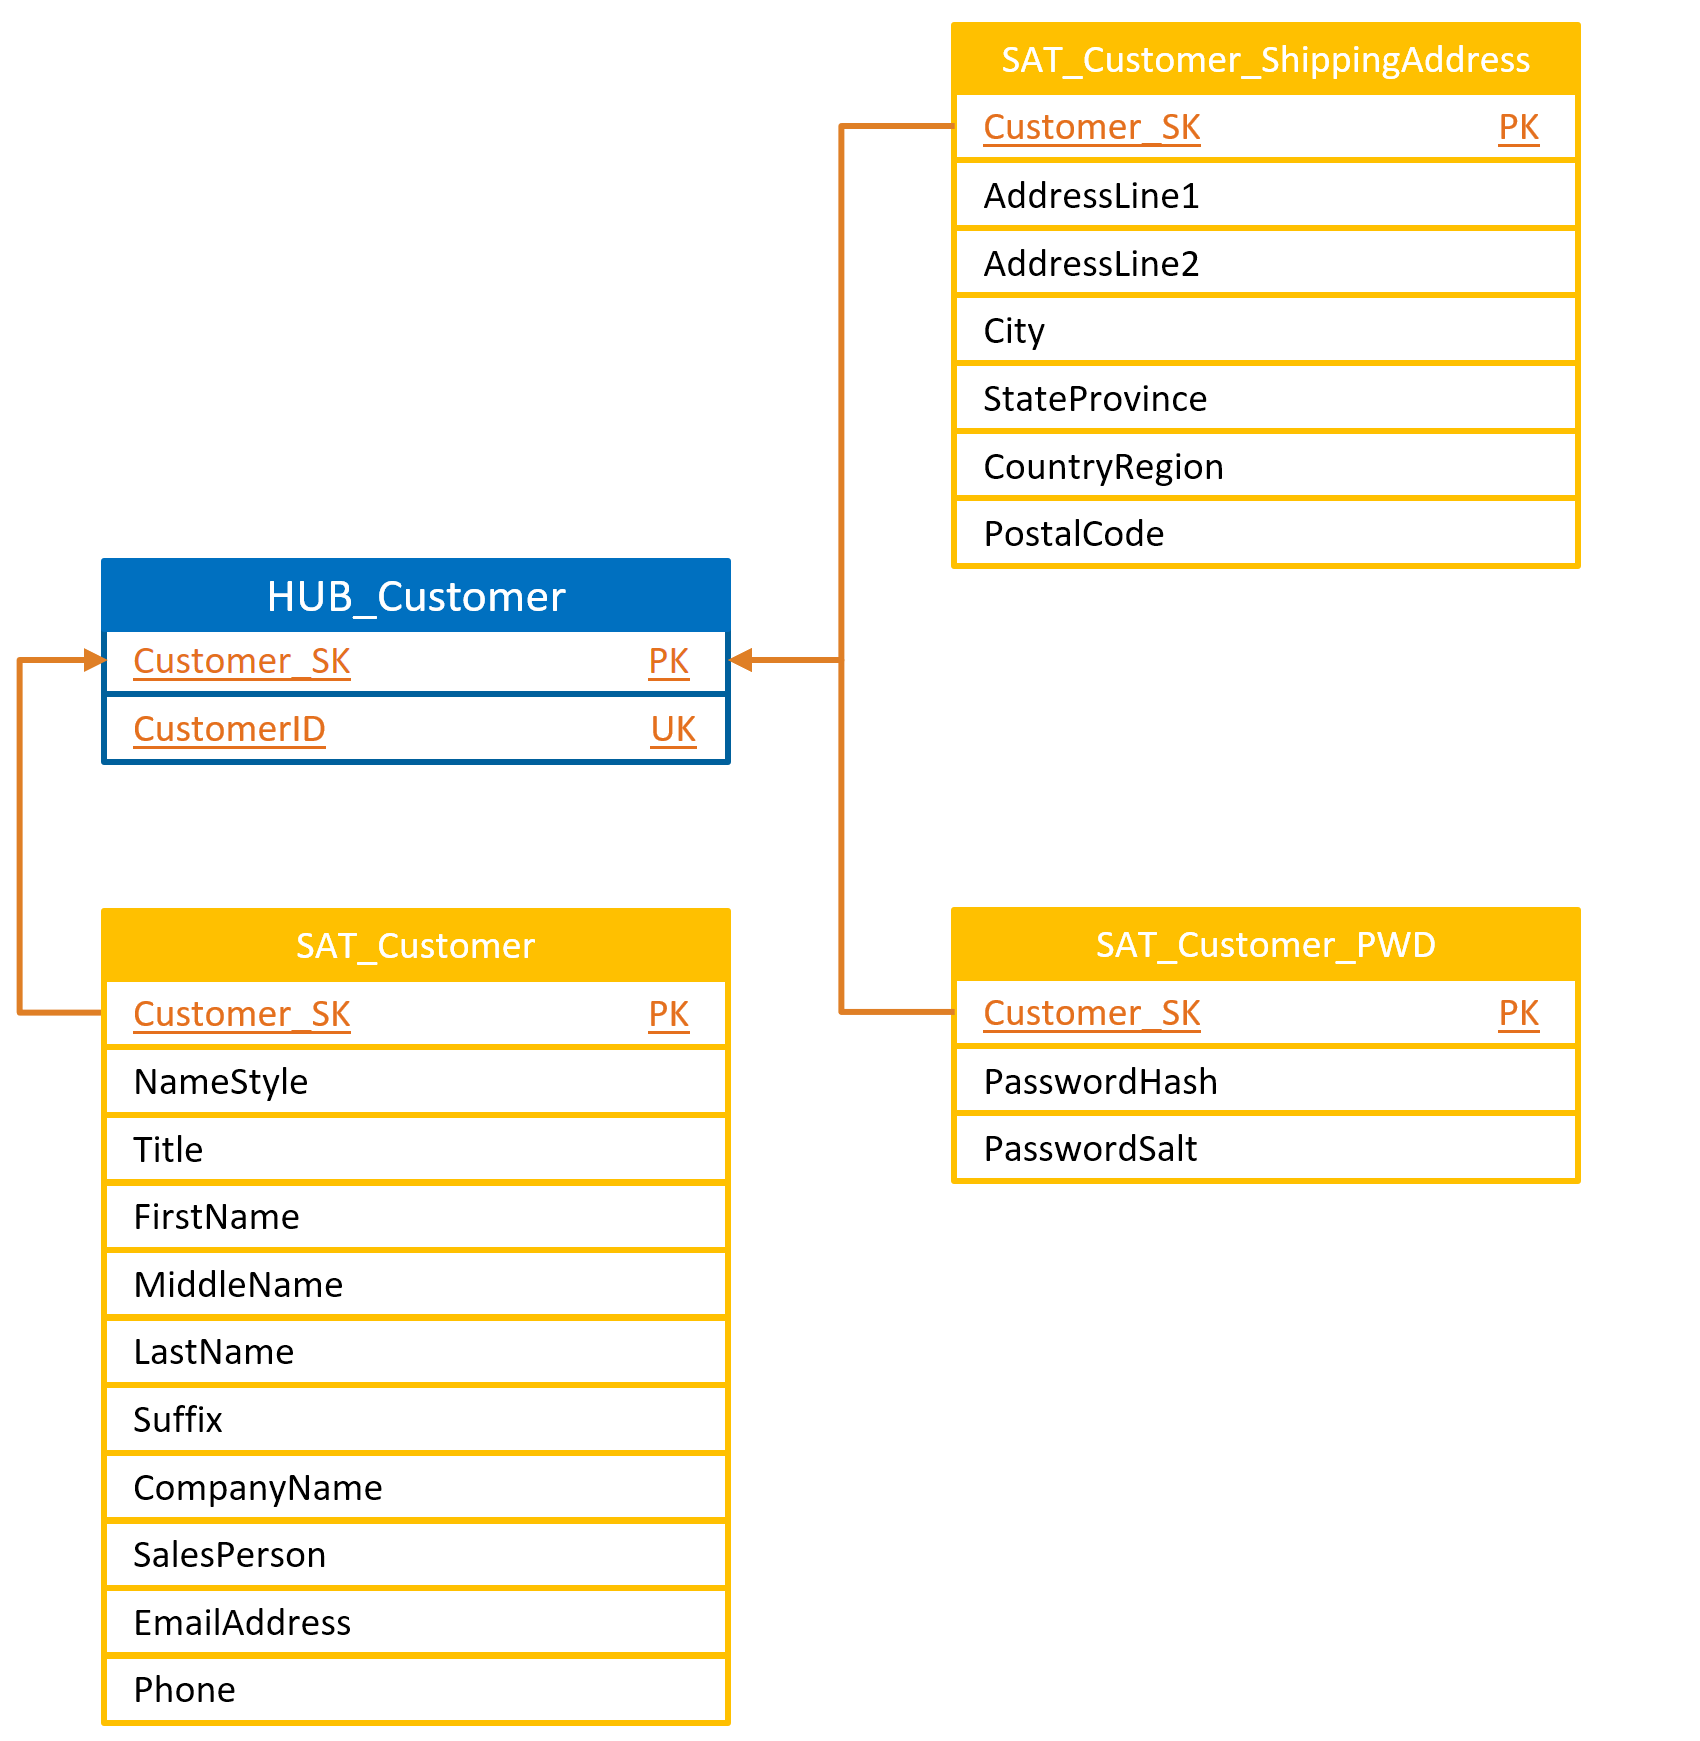 SAT_Customer_ShippingAddress
Customer_SK PK
AddressLine1
AddressLine2
City
StateProvince
CountryRegion
PostalCode
HUB_Customer
Customer_SK PK
CustomerID UK
SAT_Customer
Customer_SK PK
NameStyle
Title
FirstName
MiddleName
LastName
Suffix
CompanyName
SalesPerson
EmailAddress
Phone
SAT_Customer_PWD
Customer_SK PK
PasswordHash
PasswordSalt